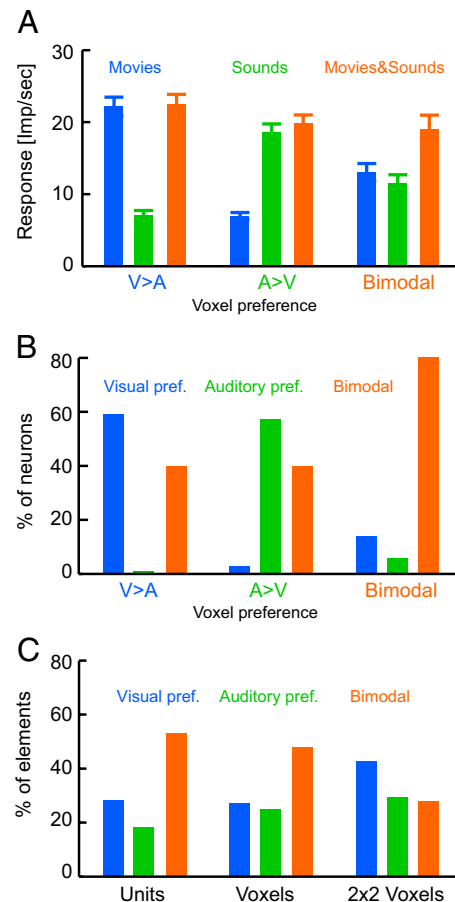 A
Response [Imp/sec]
30
20
10
0
Movies Sounds Movies&Sounds
V>A A>V Bimodal
Voxel preference
B
% of neurons
80
60
40
20
0
Visual pref. Auditory pref. Bimodal
V>A A>V Bimodal
Voxel preference
C
% of elements
80
60
40
20
0
Visual pref. Auditory pref. Bimodal
Units Voxels 2x2 Voxels